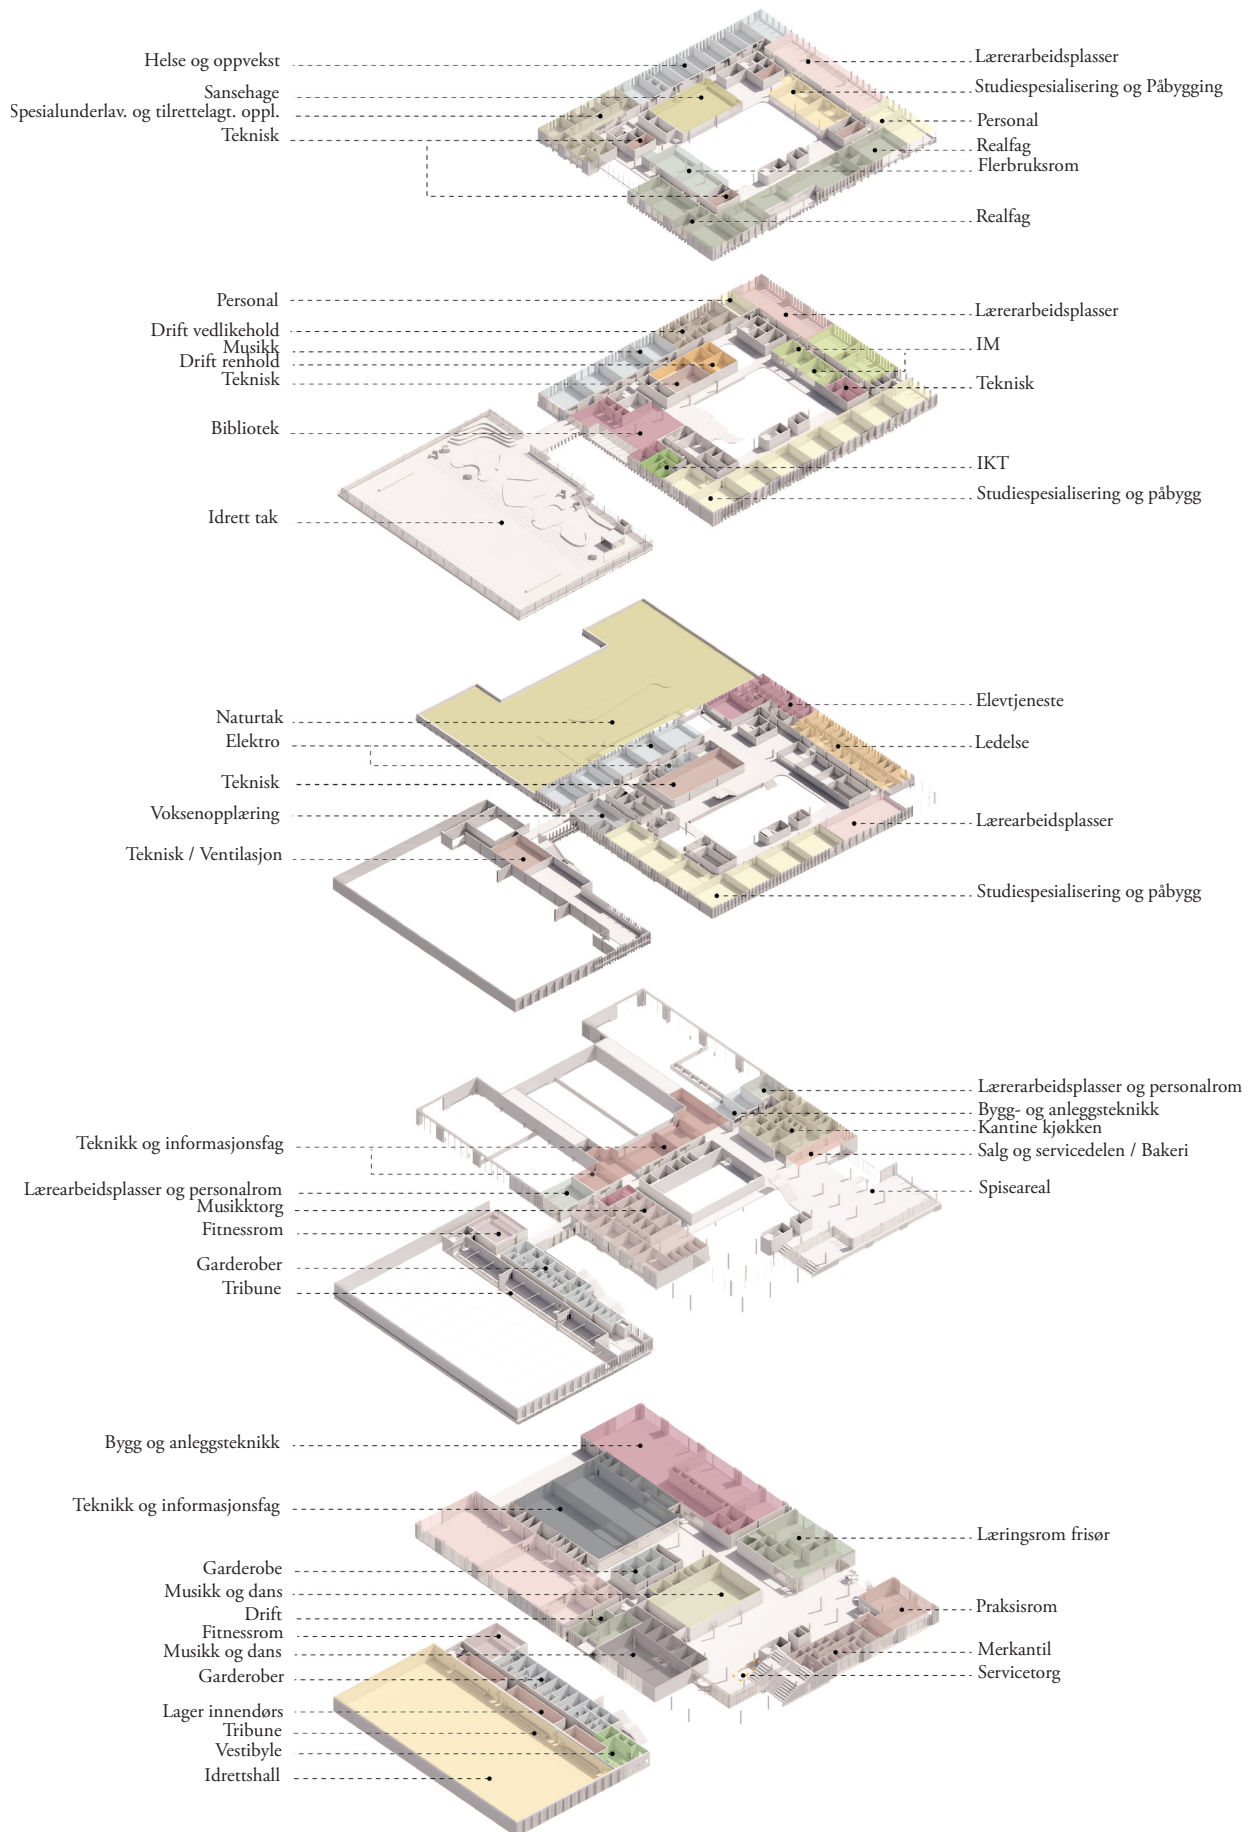 Helse og oppvekst
Sansehage
Spesialunderlav. og tilrettelagt. oppl.
Teknisk
Lærerarbeidsplasser
Studiespesialisering og Påbygging
Personal
Realfag
Flerbruksrom
Realfag
Personal
Drift vedlikehold
Musikk
Drift renhold
Teknisk
Bibliotek
Idrett tak
Lærerarbeidsplasser
IM
Teknisk
IKT
Studiespesialisering og påbygg
Naturtak
Elektro
Teknisk
Voksenopplæring
Teknisk / Ventilasjon
Elevtjeneste
Ledelse
Lærearbeidsplasser
Studiespesialisering og påbygg
Teknikk og informasjonsfag
Lærearbeidsplasser og personalrom
Musikktorg
Fitnessrom
Garderober
Tribune
Lærerarbeidsplasser og personalrom
Bygg- og anleggsteknikk
Kantine kjøkken
Salg og servicedelen / Bakeri
Spiseareal
Bygg og anleggsteknikk
Teknikk og informasjonsfag
Garderobe
Musikk og dans
Drift
Fitnessrom
Musikk og dans
Garderober
Lager innendørs
Tribune
Vestibyle
Idrettshall
Læringsrom frisør
Praksisrom
Merkantil
Servicetorg